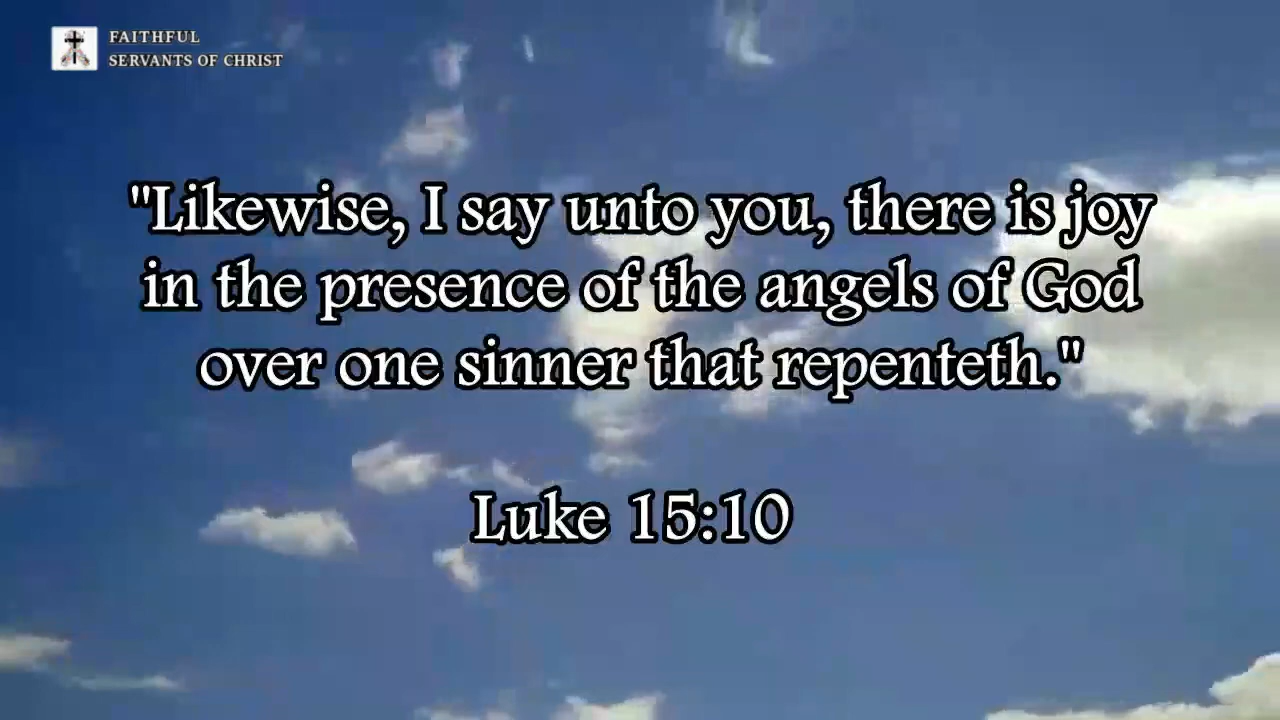 FAITHFUL
SERVANTS OF CHRIST
"Likewise, I say unto you, there is joy
in the presence of the angels of God
over one sinner that repenteth."
Luke 15:10